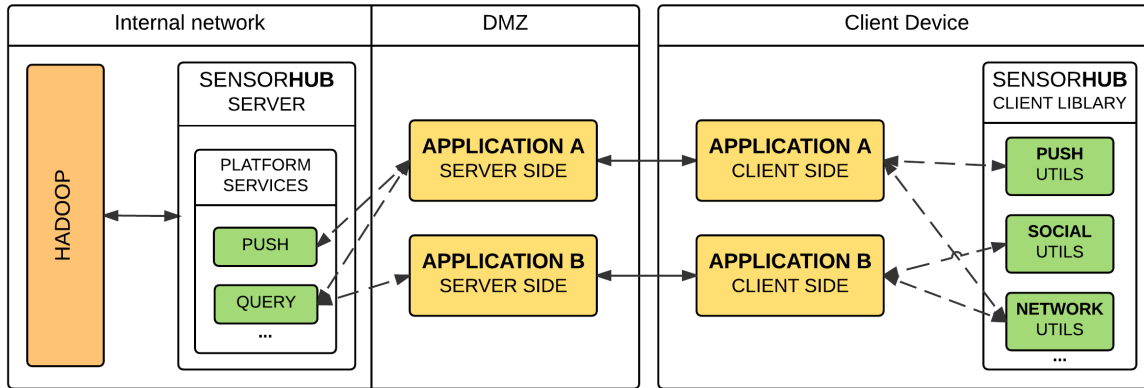 Internal network
DMZ
Client Device
HADOOP
SENSORHUB
SERVER
PLATFORM
SERVICES
PUSH
QUERY
...
APPLICATION A
SERVER SIDE
APPLICATION B
SERVER SIDE
APPLICATION A
CLIENT SIDE
APPLICATION B
CLIENT SIDE
SENSORHUB
CLIENT LIBRARY
PUSH
UTILS
SOCIAL
UTILS
NETWORK
UTILS
...